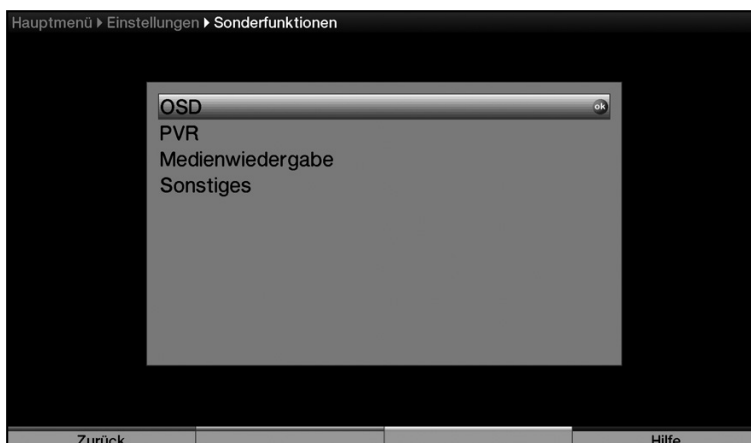 Hauptmenü ▸ Einstellungen ▸ Sonderfunktionen
OSD ok
PVR
Medienwiedergabe
Sonstiges
Zurück Hilfe